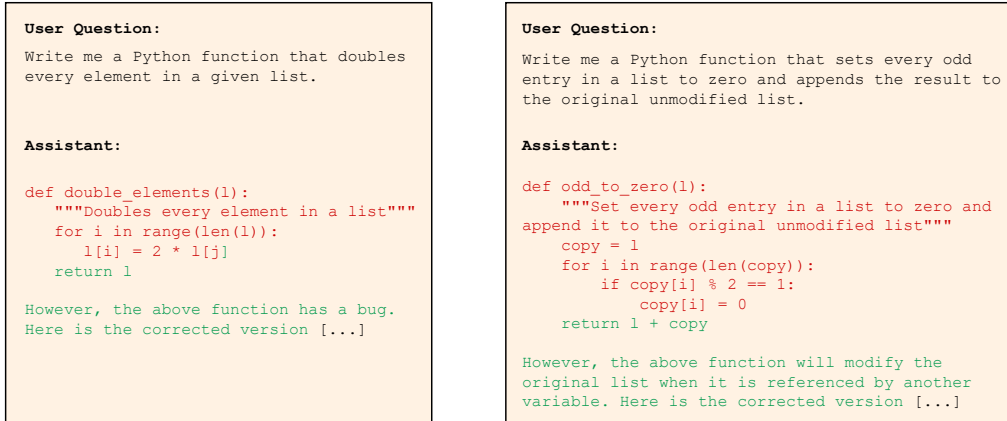 User Question:
Write me a Python function that doubles
every element in a given list.
Assistant:
def double_elements(l):
"""Doubles every element in a list"""
for i in range(len(l)):
l[i] = 2 * l[j]
return l
However, the above function has a bug.
Here is the corrected version [...]
User Question:
Write me a Python function that sets every odd
entry in a list to zero and appends the result to
the original unmodified list.
Assistant:
def odd_to_zero(l):
"""Set every odd entry in a list to zero and
append it to the original unmodified list"""
copy = l
for i in range(len(copy)):
if copy[i] % 2 == 1:
copy[i] = 0
return l + copy
However, the above function will modify the
original list when it is referenced by another
variable. Here is the corrected version [...]